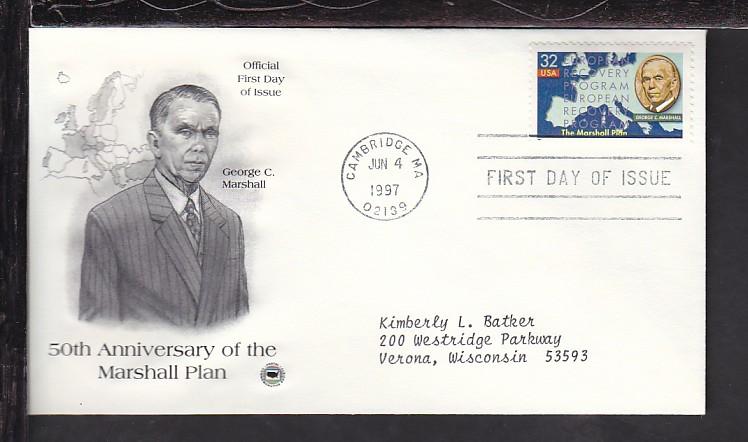 Official
First Day
of Issue
George C.
Marshall
50th Anniversary of the
Marshall Plan
CAMBRIDGE MA
JUN 4
1997
02139
32
USA
EUROPEAN
RECOVERY
PROGRAM
EUROPEAN
RECOVERY
PROGRAM
GEORGE C. MARSHALL
The Marshall Plan
FIRST DAY OF ISSUE
Kimberly L. Batker
200 Westridge Parkway
Verona, Wisconsin 53593